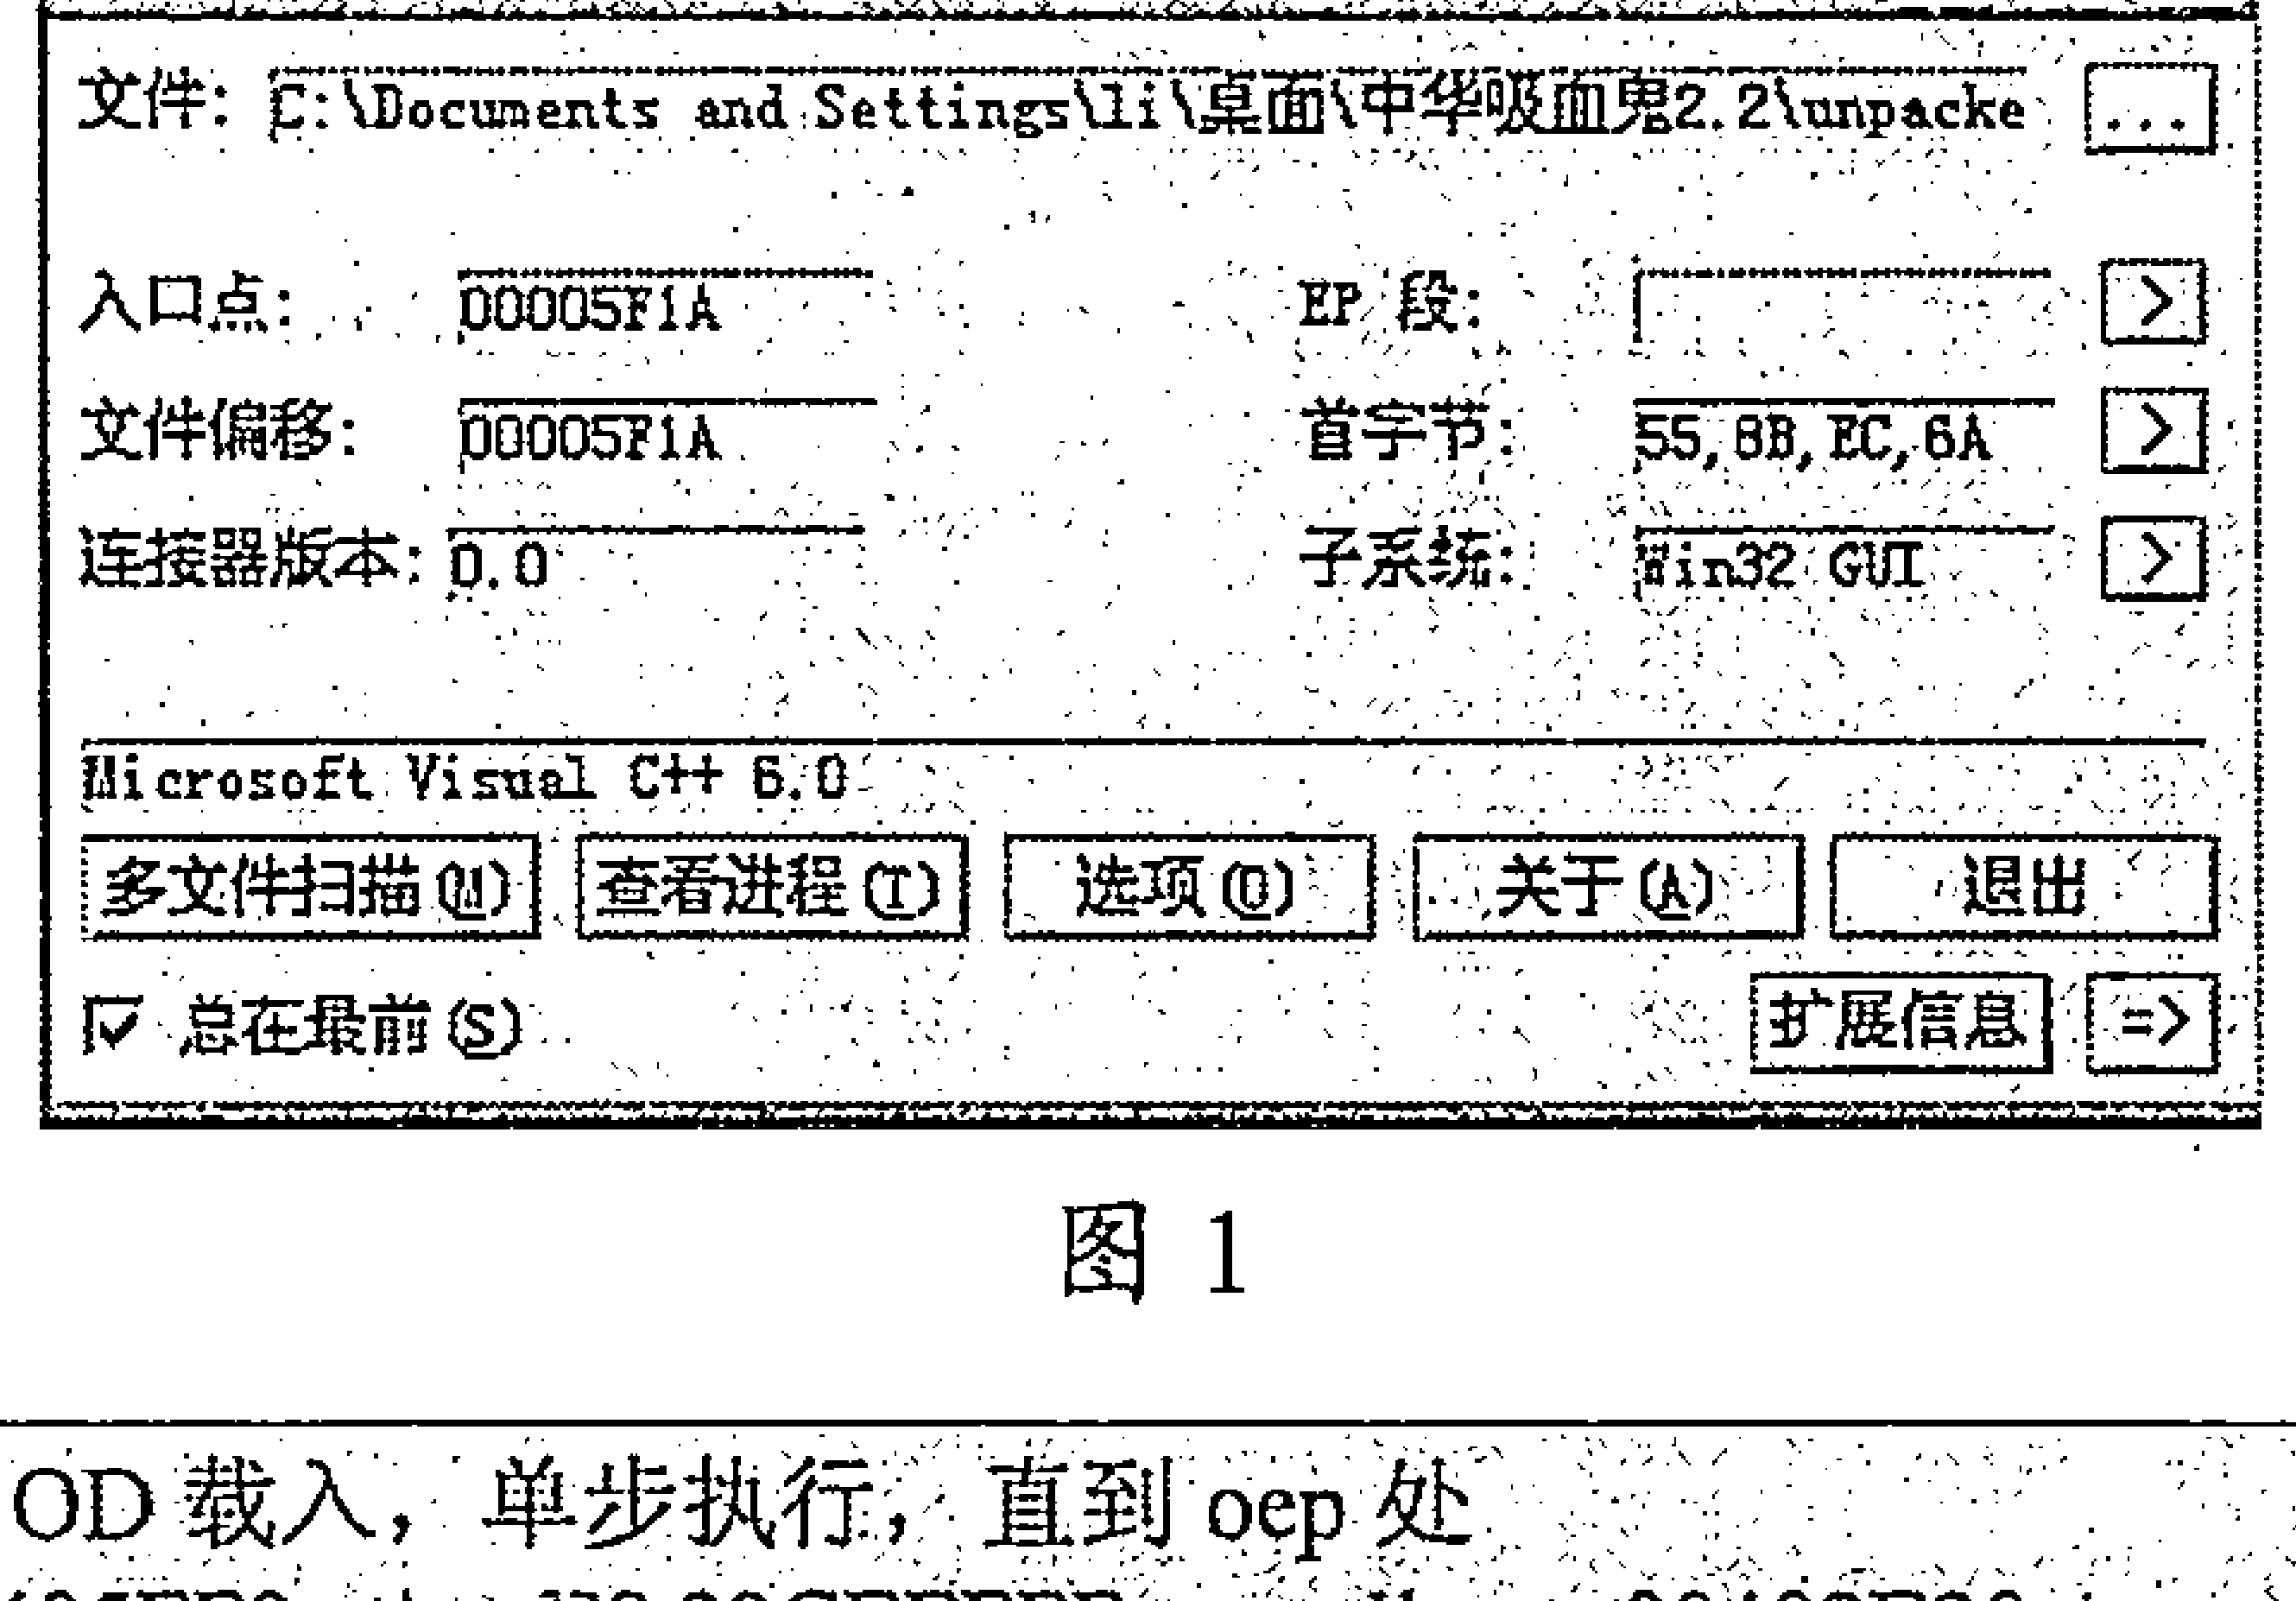 文件: C:\Documents and Settings\li\桌面\中华吸血鬼2.2\unpacke ...
入口点: 00005F1A EP 段: >
文件偏移: 00005F1A 首字节: 55,8B,EC,6A >
连接器版本: 0.0 子系统: Win32 GUI >
Microsoft Visual C++ 6.0
多文件扫描(M) 查看进程(T) 选项(O) 关于(A) 退出
总在最前(S) 扩展信息 =>
图 1
OD 载入，单步执行，直到 oep 处